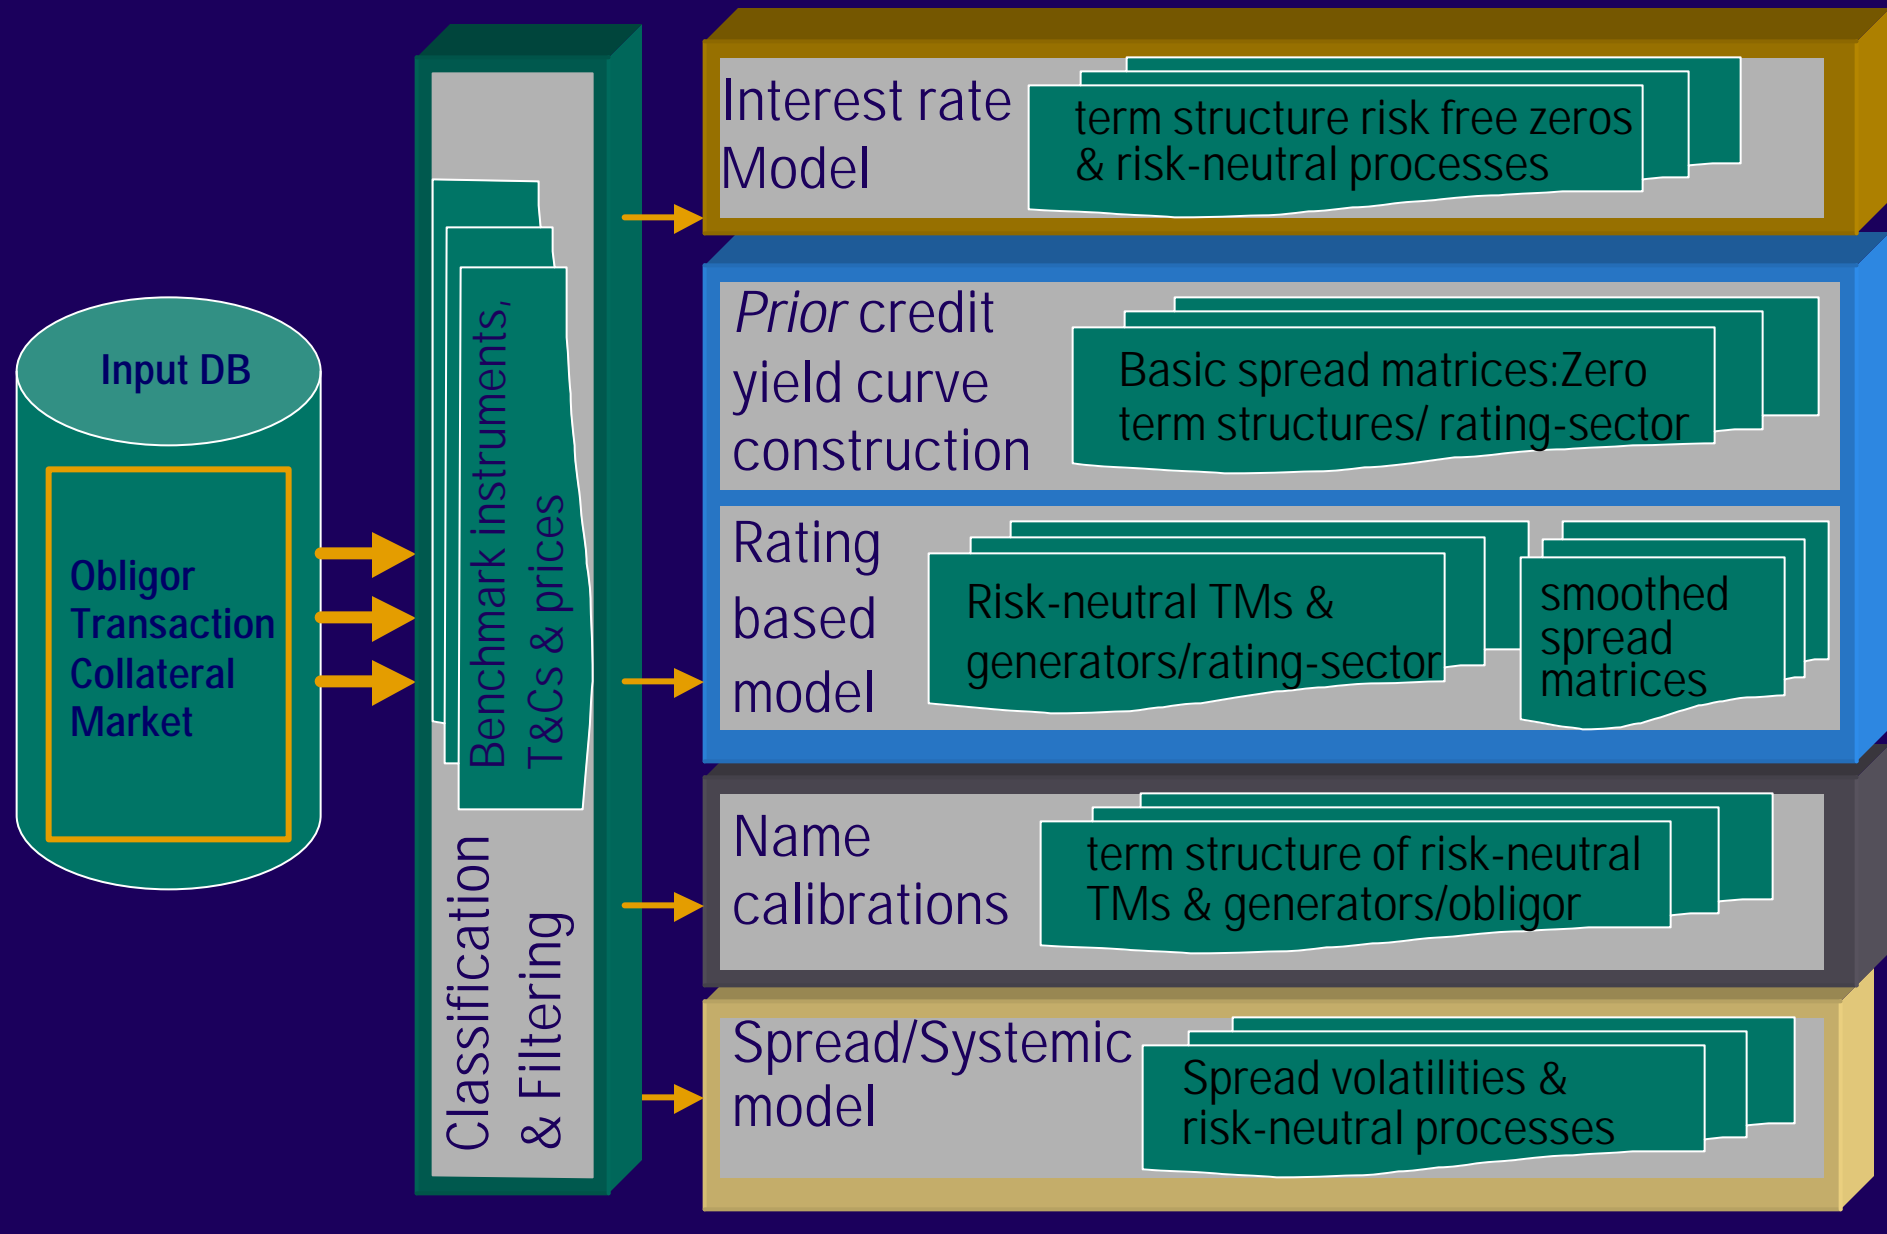 Input DB
Obligor
Transaction
Collateral
Market
Benchmark instruments,
T&Cs & prices
Classification
& Filtering
Interest rate
Model
term structure risk free zeros
& risk-neutral processes
Prior credit
yield curve
construction
Basic spread matrices:Zero
term structures/ rating-sector
Rating
based
model
Risk-neutral TMs &
generators/rating-sector
smoothed
spread
matrices
Name
calibrations
term structure of risk-neutral
TMs & generators/obligor
Spread/Systemic
model
Spread volatilities &
risk-neutral processes